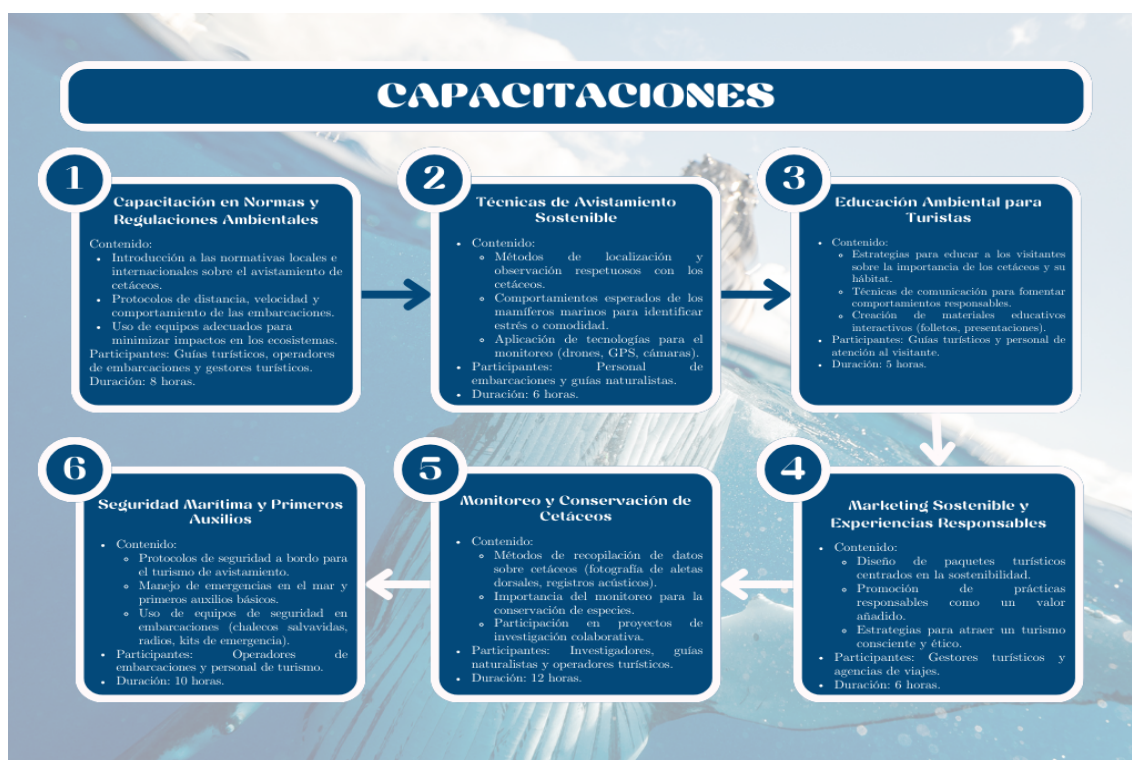 CAPACITACIONES
1
Capacitación en Normas y
Regulaciones Ambientales
Contenido:
• Introducción a las normativas locales e
internacionales sobre el avistamiento de
cetáceos.
• Protocolos de distancia, velocidad y
comportamiento de las embarcaciones.
• Uso de equipos adecuados para
minimizar impactos en los ecosistemas.
Participantes: Guías turísticos, operadores
de embarcaciones y gestores turísticos.
Duración: 8 horas.
2
Técnicas de Avistamiento
Sostenible
• Contenido:
◦ Métodos de localización y
observación respetuosos con los
cetáceos.
◦ Comportamientos esperados de los
mamíferos marinos para identificar
estrés o comodidad.
◦ Aplicación de tecnologías para el
monitoreo (drones, GPS, cámaras).
• Participantes: Personal de
embarcaciones y guías naturalistas.
• Duración: 6 horas.
3
Educación Ambiental para
Turistas
• Contenido:
◦ Estrategias para educar a los visitantes
sobre la importancia de los cetáceos y su
hábitat.
◦ Técnicas de comunicación para fomentar
comportamientos responsables.
◦ Creación de materiales educativos
interactivos (folletos, presentaciones).
• Participantes: Guías turísticos y personal de
atención al visitante.
• Duración: 5 horas.
4
Marketing Sostenible y
Experiencias Responsables
• Contenido:
◦ Diseño de paquetes turísticos
centrados en la sostenibilidad.
◦ Promoción de prácticas
responsables como un valor
añadido.
◦ Estrategias para atraer un turismo
consciente y ético.
• Participantes: Gestores turísticos y
agencias de viajes.
• Duración: 6 horas.
5
Monitoreo y Conservación de
Cetáceos
• Contenido:
◦ Métodos de recopilación de datos
sobre cetáceos (fotografía de aletas
dorsales, registros acústicos).
◦ Importancia del monitoreo para la
conservación de especies.
◦ Participación en proyectos de
investigación colaborativa.
• Participantes: Investigadores, guías
naturalistas y operadores turísticos.
• Duración: 12 horas.
6
Seguridad Marítima y Primeros
Auxilios
• Contenido:
◦ Protocolos de seguridad a bordo para
el turismo de avistamiento.
◦ Manejo de emergencias en el mar y
primeros auxilios básicos.
◦ Uso de equipos de seguridad en
embarcaciones (chalecos salvavidas,
radios, kits de emergencia).
• Participantes: Operadores de
embarcaciones y personal de turismo.
• Duración: 10 horas.